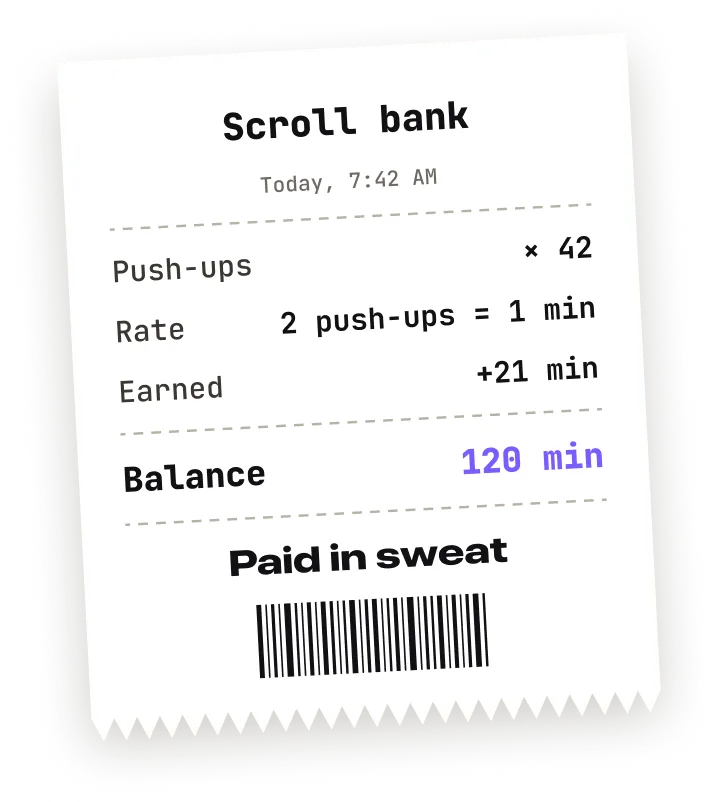 Scroll bank
Today, 7:42 AM
Push-ups × 42
Rate 2 push-ups = 1 min
Earned +21 min
Balance 120 min
Paid in sweat